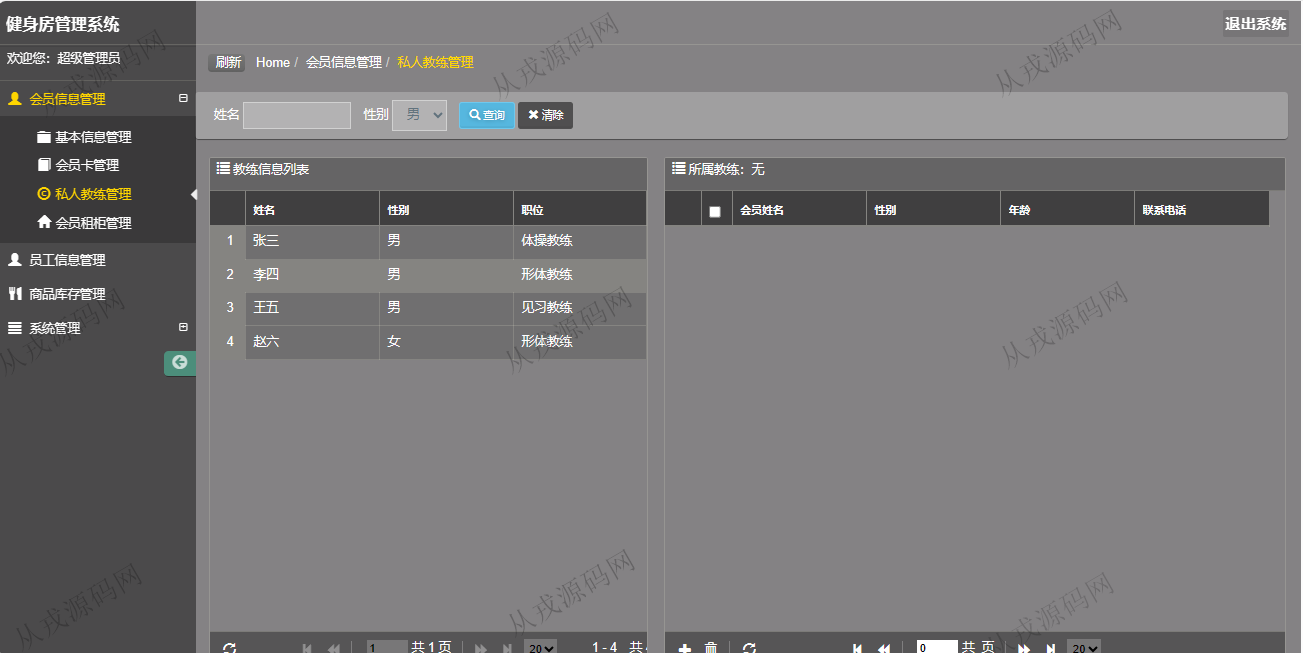 健身房管理系统
退出系统
欢迎您：超级管理员
刷新 Home / 会员信息管理 / 私人教练管理
会员信息管理
基本信息管理
会员卡管理
私人教练管理
会员租柜管理
员工信息管理
商品库存管理
系统管理
姓名 性别 男 查询 清除
教练信息列表
姓名 性别 职位
1 张三 男 体操教练
2 李四 男 形体教练
3 王五 男 见习教练
4 赵六 女 形体教练
1 共 1 页 20 1 - 4 共
所属教练：无
会员姓名 性别 年龄 联系电话
0 共 页 20
从戎源码网
从戎源码网
从戎源码网
从戎源码网
从戎源码网
从戎源码网
从戎源码网
从戎源码网
从戎源码网